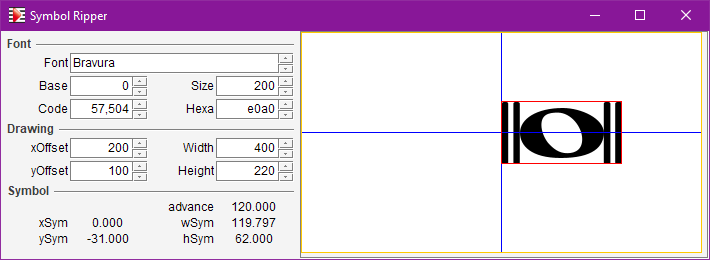 Symbol Ripper
Font
Font Bravura
Base 0 Size 200
Code 57,504 Hexa e0a0
Drawing
xOffset 200 Width 400
yOffset 100 Height 220
Symbol
advance 120.000
xSym 0.000 wSym 119.797
ySym -31.000 hSym 62.000